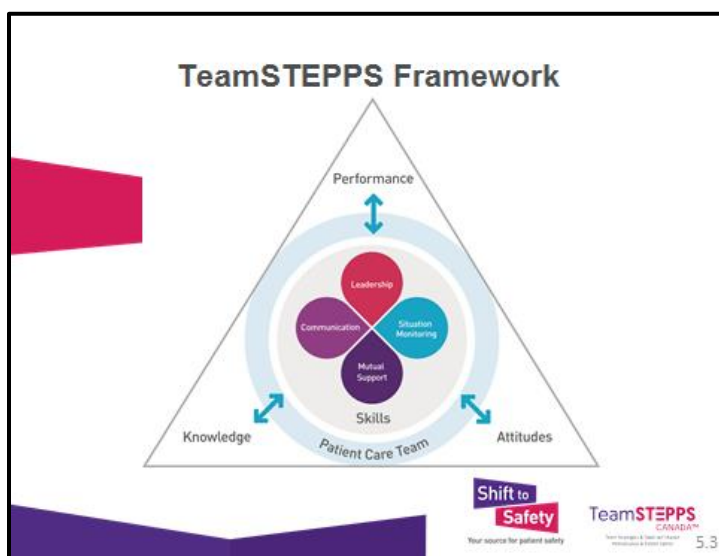 TeamSTEPPS Framework
Performance
Leadership
Communication
Situation
Monitoring
Mutual
Support
Skills
Patient Care Team
Knowledge
Attitudes
Shift to
Safety
Your source for patient safety
TeamSTEPPS
CANADA™
5.3